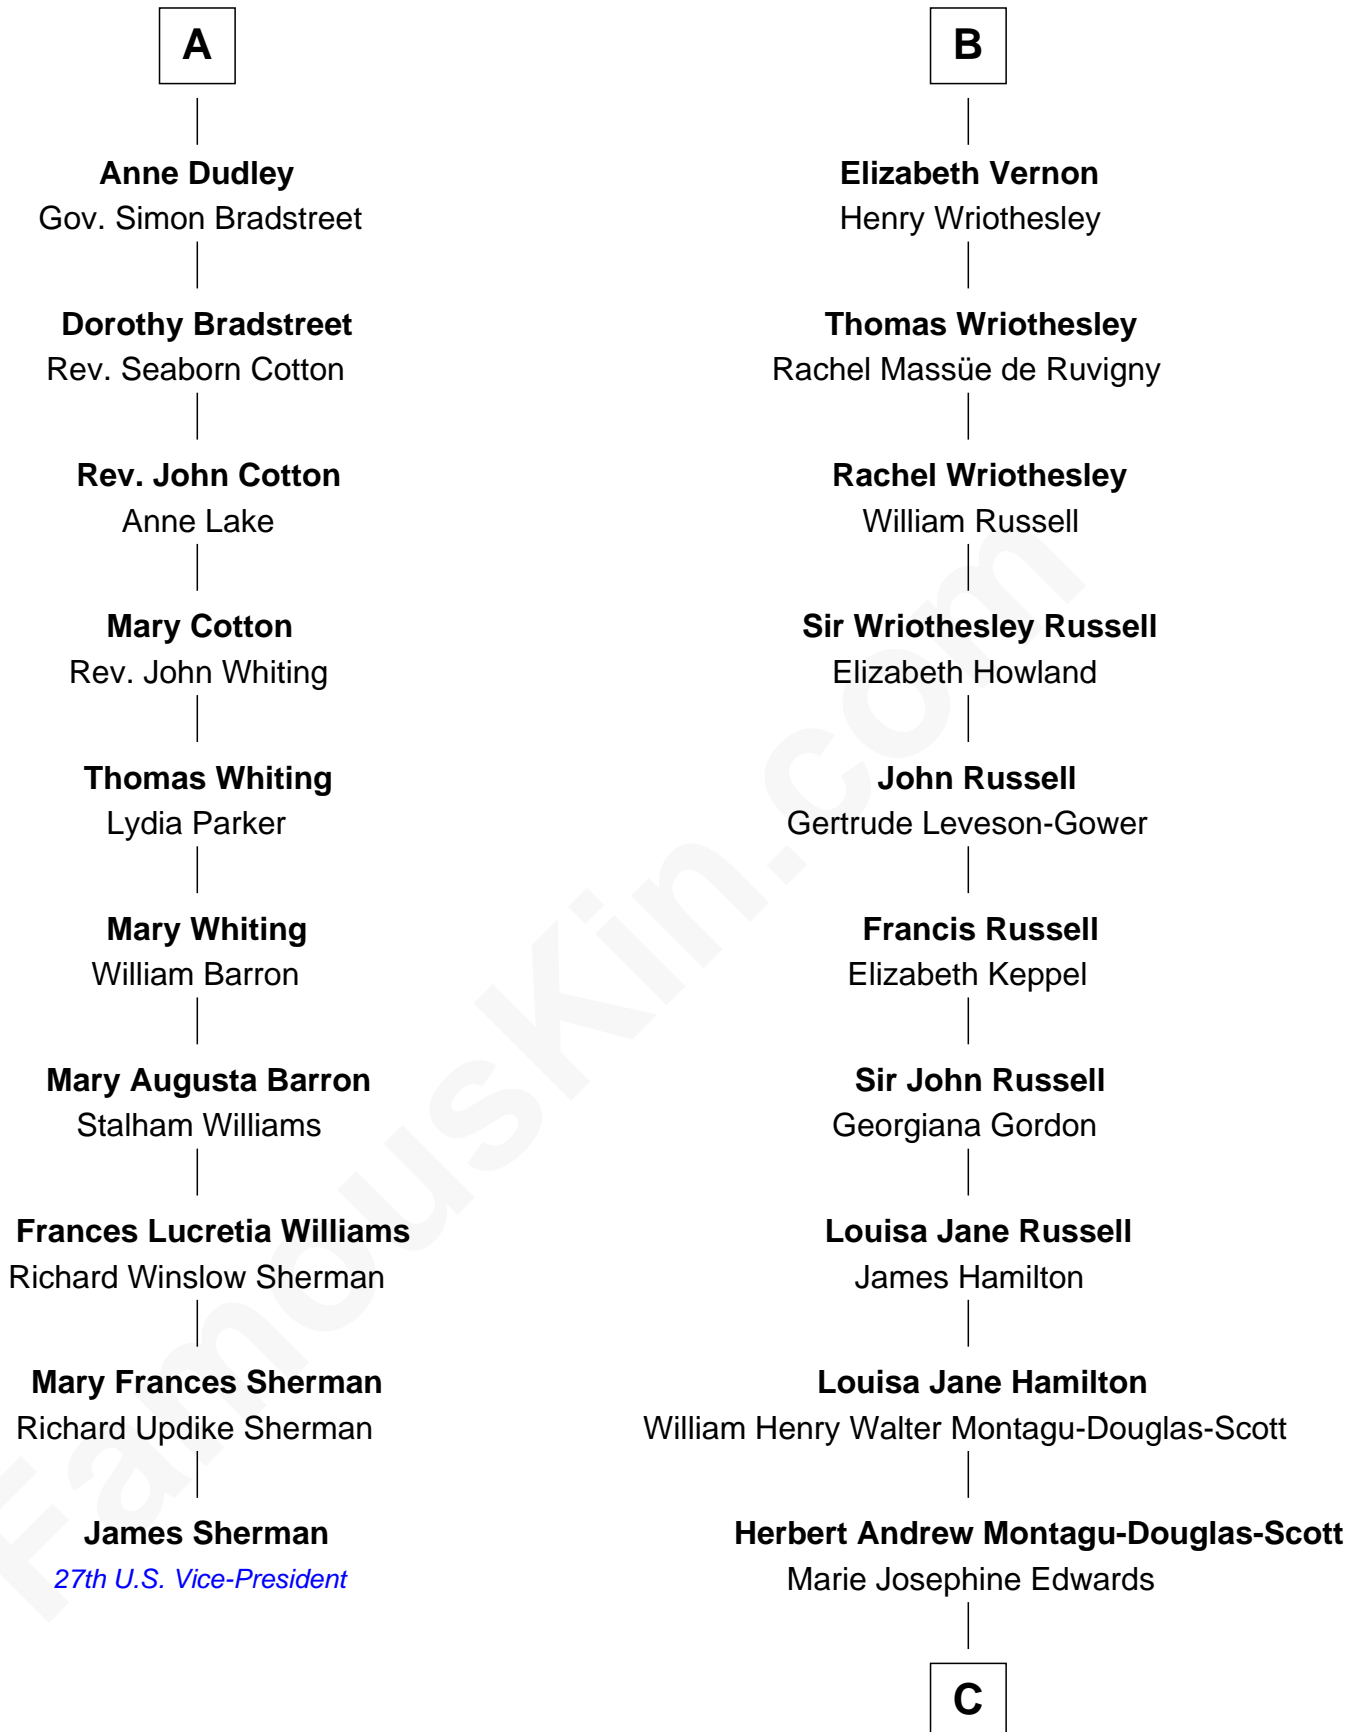 A
Anne Dudley
Gov. Simon Bradstreet
Dorothy Bradstreet
Rev. Seaborn Cotton
Rev. John Cotton
Anne Lake
Mary Cotton
Rev. John Whiting
Thomas Whiting
Lydia Parker
Mary Whiting
William Barron
Mary Augusta Barron
Stalham Williams
Frances Lucretia Williams
Richard Winslow Sherman
Mary Frances Sherman
Richard Updike Sherman
James Sherman
27th U.S. Vice-President
B
Elizabeth Vernon
Henry Wriothesley
Thomas Wriothesley
Rachel Massüe de Ruvigny
Rachel Wriothesley
William Russell
Sir Wriothesley Russell
Elizabeth Howland
John Russell
Gertrude Leveson-Gower
Francis Russell
Elizabeth Keppel
Sir John Russell
Georgiana Gordon
Louisa Jane Russell
James Hamilton
Louisa Jane Hamilton
William Henry Walter Montagu-Douglas-Scott
Herbert Andrew Montagu-Douglas-Scott
Marie Josephine Edwards
C
FamousKin.com